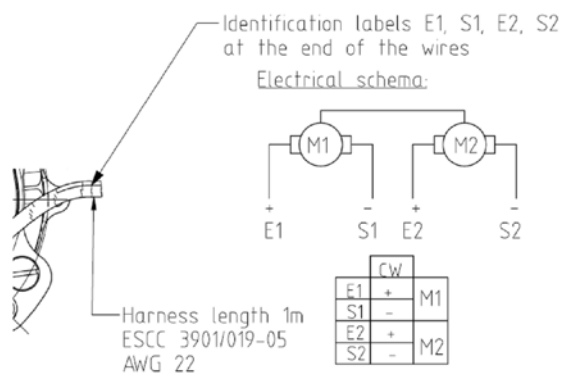 Identification labels E1, S1, E2, S2
at the end of the wires
Electrical schema:
M1 M2
+ - + -
E1 S1 E2 S2
CW
E1 + M1
S1 -
E2 + M2
S2 -
Harness length 1m
ESCC 3901/019-05
AWG 22